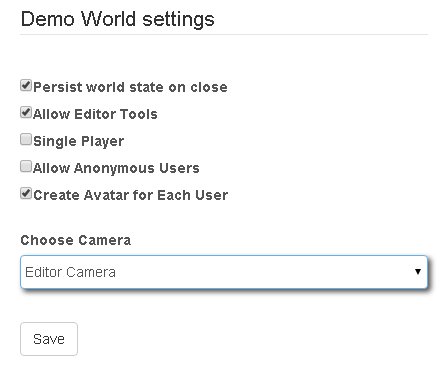 Demo World settings
Persist world state on close
Allow Editor Tools
Single Player
Allow Anonymous Users
Create Avatar for Each User
Choose Camera
Editor Camera
Save